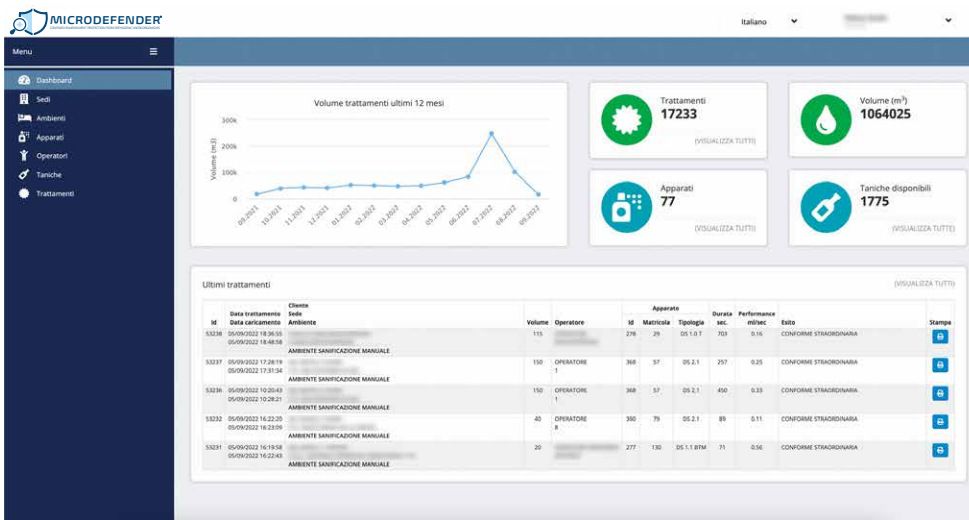 MICRODEFENDER
Italiano
Menu
Dashboard
Sedi
Ambienti
Apparati
Operatori
Taniche
Trattamenti
Volume trattamenti ultimi 12 mesi
Volume (m3)
300k
200k
100k
0
09.2021
10.2021
11.2021
12.2021
01.2022
02.2022
03.2022
04.2022
05.2022
06.2022
07.2022
08.2022
09.2022
Trattamenti
17233
(VISUALIZZA TUTTI)
Volume (m³)
1064025
Apparati
77
(VISUALIZZA TUTTI)
Taniche disponibili
1775
(VISUALIZZA TUTTE)
Ultimi trattamenti
(VISUALIZZA TUTTI)
Cliente Apparato
Data trattamento Sede Durata Performance
Id Data caricamento Ambiente Volume Operatore Id Matricola Tipologia sec. ml/sec Esito Stampa
53238 05/09/2022 18:36:55 115 278 29 DS 1.0 T 703 0.16 CONFORME STRAORDINARIA
05/09/2022 18:48:58
AMBIENTE SANIFICAZIONE MANUALE
53237 05/09/2022 17:28:19 150 OPERATORE 368 57 DS 2.1 257 0.25 CONFORME STRAORDINARIA
05/09/2022 17:31:34 1
AMBIENTE SANIFICAZIONE MANUALE
53236 05/09/2022 10:20:43 150 OPERATORE 368 57 DS 2.1 450 0.33 CONFORME STRAORDINARIA
05/09/2022 10:28:21 1
AMBIENTE SANIFICAZIONE MANUALE
53232 05/09/2022 16:22:20 40 OPERATORE 390 79 DS 2.1 89 0.11 CONFORME STRAORDINARIA
05/09/2022 16:23:09 8
AMBIENTE SANIFICAZIONE MANUALE
53231 05/09/2022 16:19:58 20 277 130 DS 1.1 BTM 71 0.56 CONFORME STRAORDINARIA
05/09/2022 16:22:43
AMBIENTE SANIFICAZIONE MANUALE